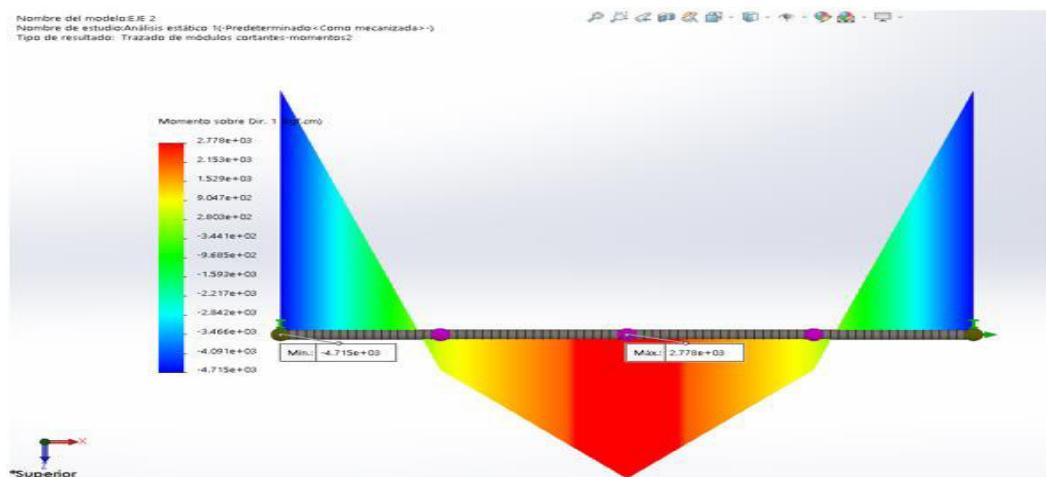 Nombre del modelo:EJE 2
Nombre de estudio:Análisis estático 1(-Predeterminado<Como mecanizada>-)
Tipo de resultado: Trazado de módulos cortantes-momentos2
Momento sobre Dir. 1 (kgf.cm)
2.778e+03
2.153e+03
1.529e+03
9.047e+02
2.803e+02
-3.441e+02
-9.685e+02
-1.593e+03
-2.217e+03
-2.842e+03
-3.466e+03
-4.091e+03
-4.715e+03
Mín.: -4.715e+03
Máx.: 2.778e+03
X
Z
*Superior